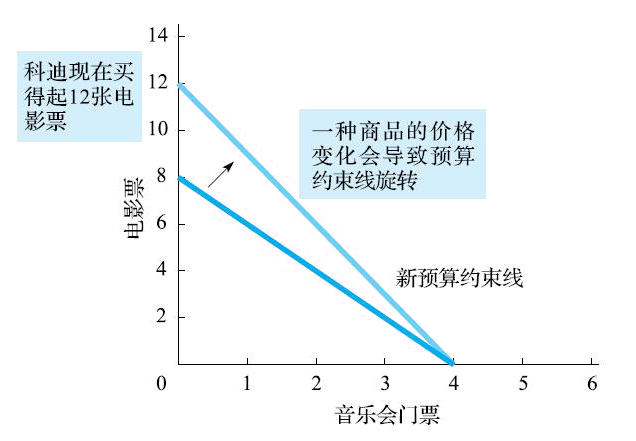 14
科迪现在买
得起12张电
影票
12
10
一种商品的价格
变化会导致预算
约束线旋转
8
电影票
6
4
新预算约束线
2
0
1
2
3
4
5
6
音乐会门票